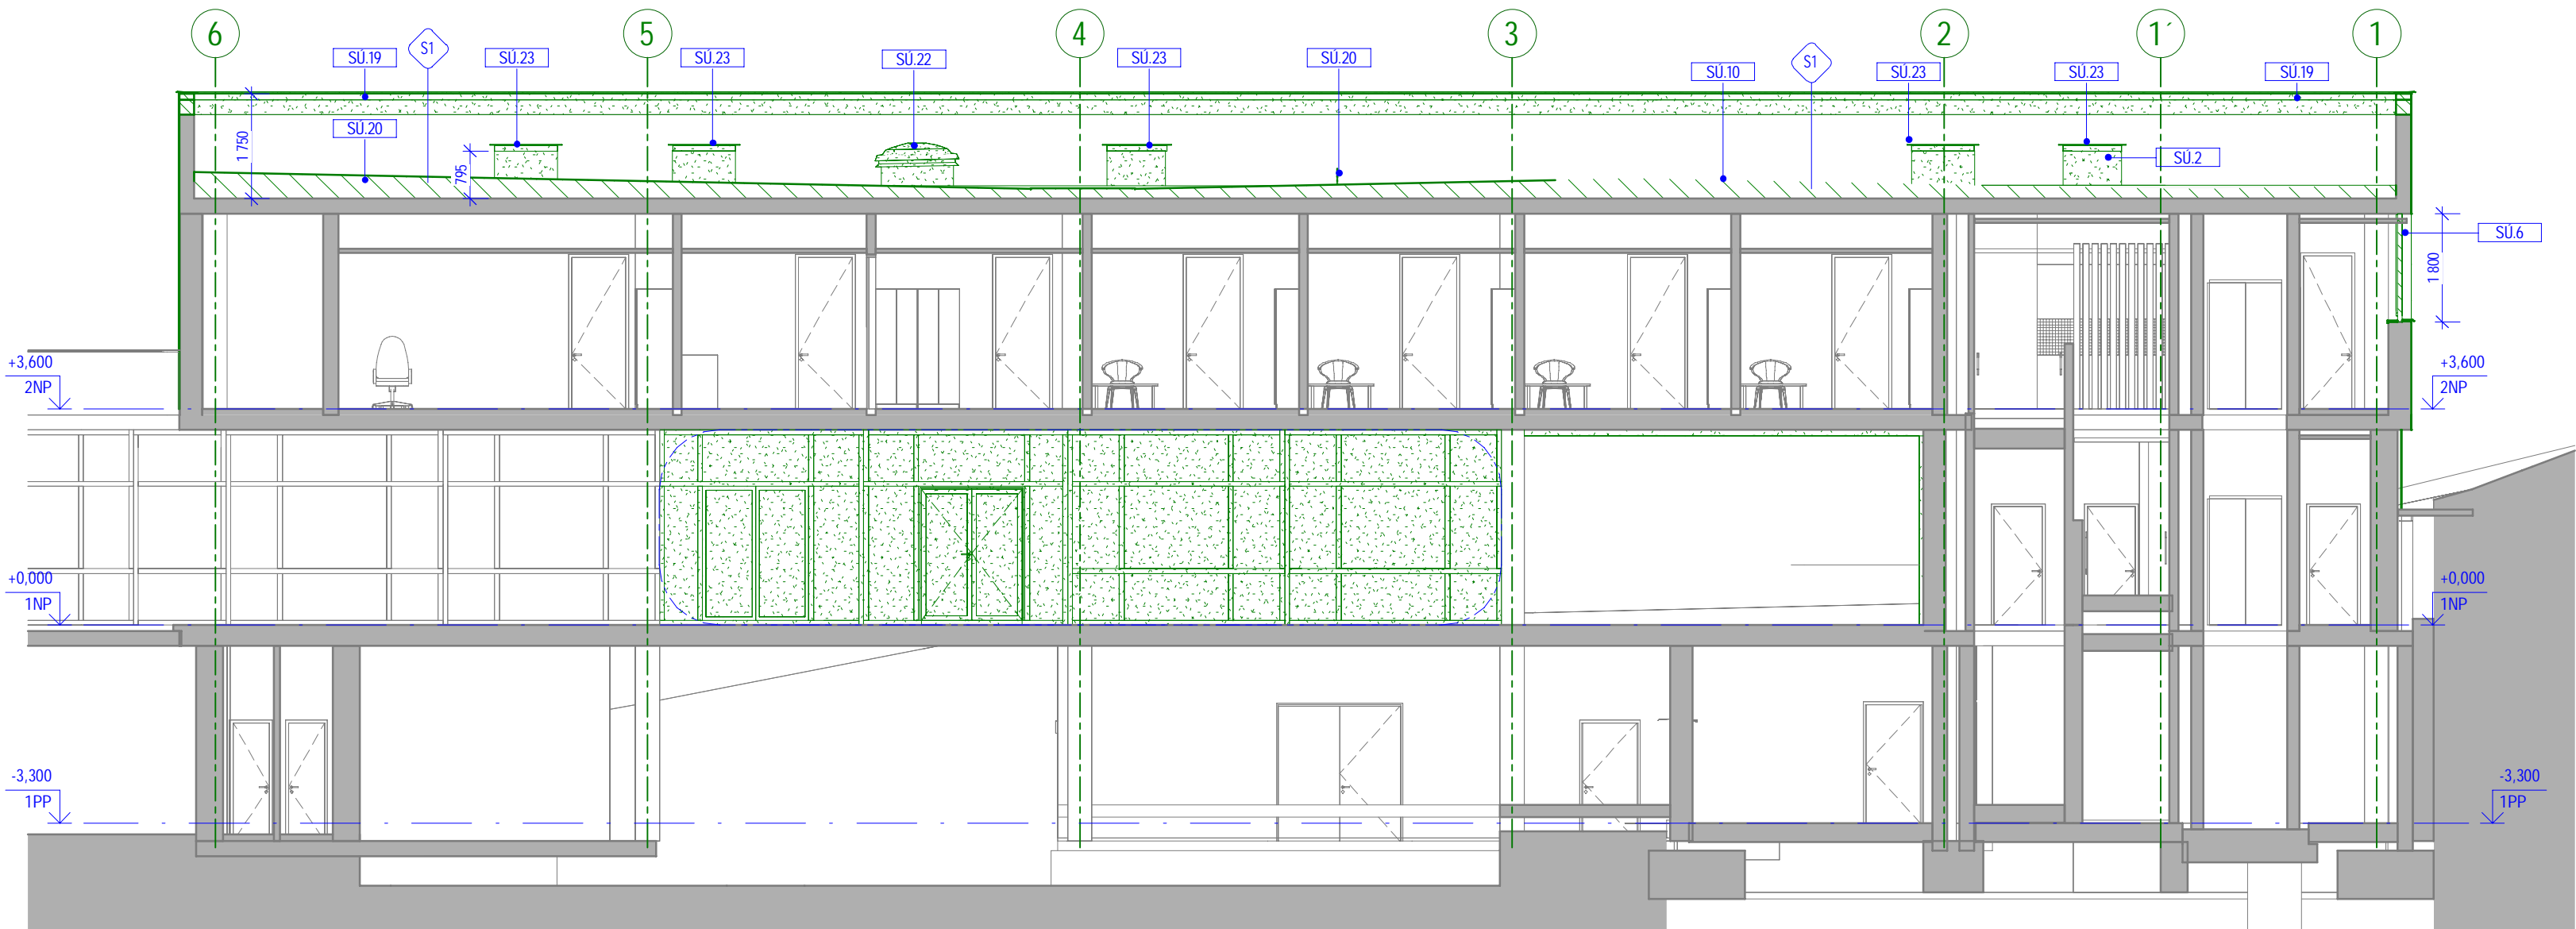 6
5
4
3
2
1´
1
SÚ.19
S1
SÚ.23
SÚ.23
SÚ.22
SÚ.23
SÚ.20
SÚ.10
S1
SÚ.23
SÚ.23
SÚ.19
SÚ.20
1 750
795
SÚ.2
SÚ.6
1 800
+3,600
2NP
+3,600
2NP
+0,000
1NP
+0,000
1NP
-3,300
1PP
-3,300
1PP